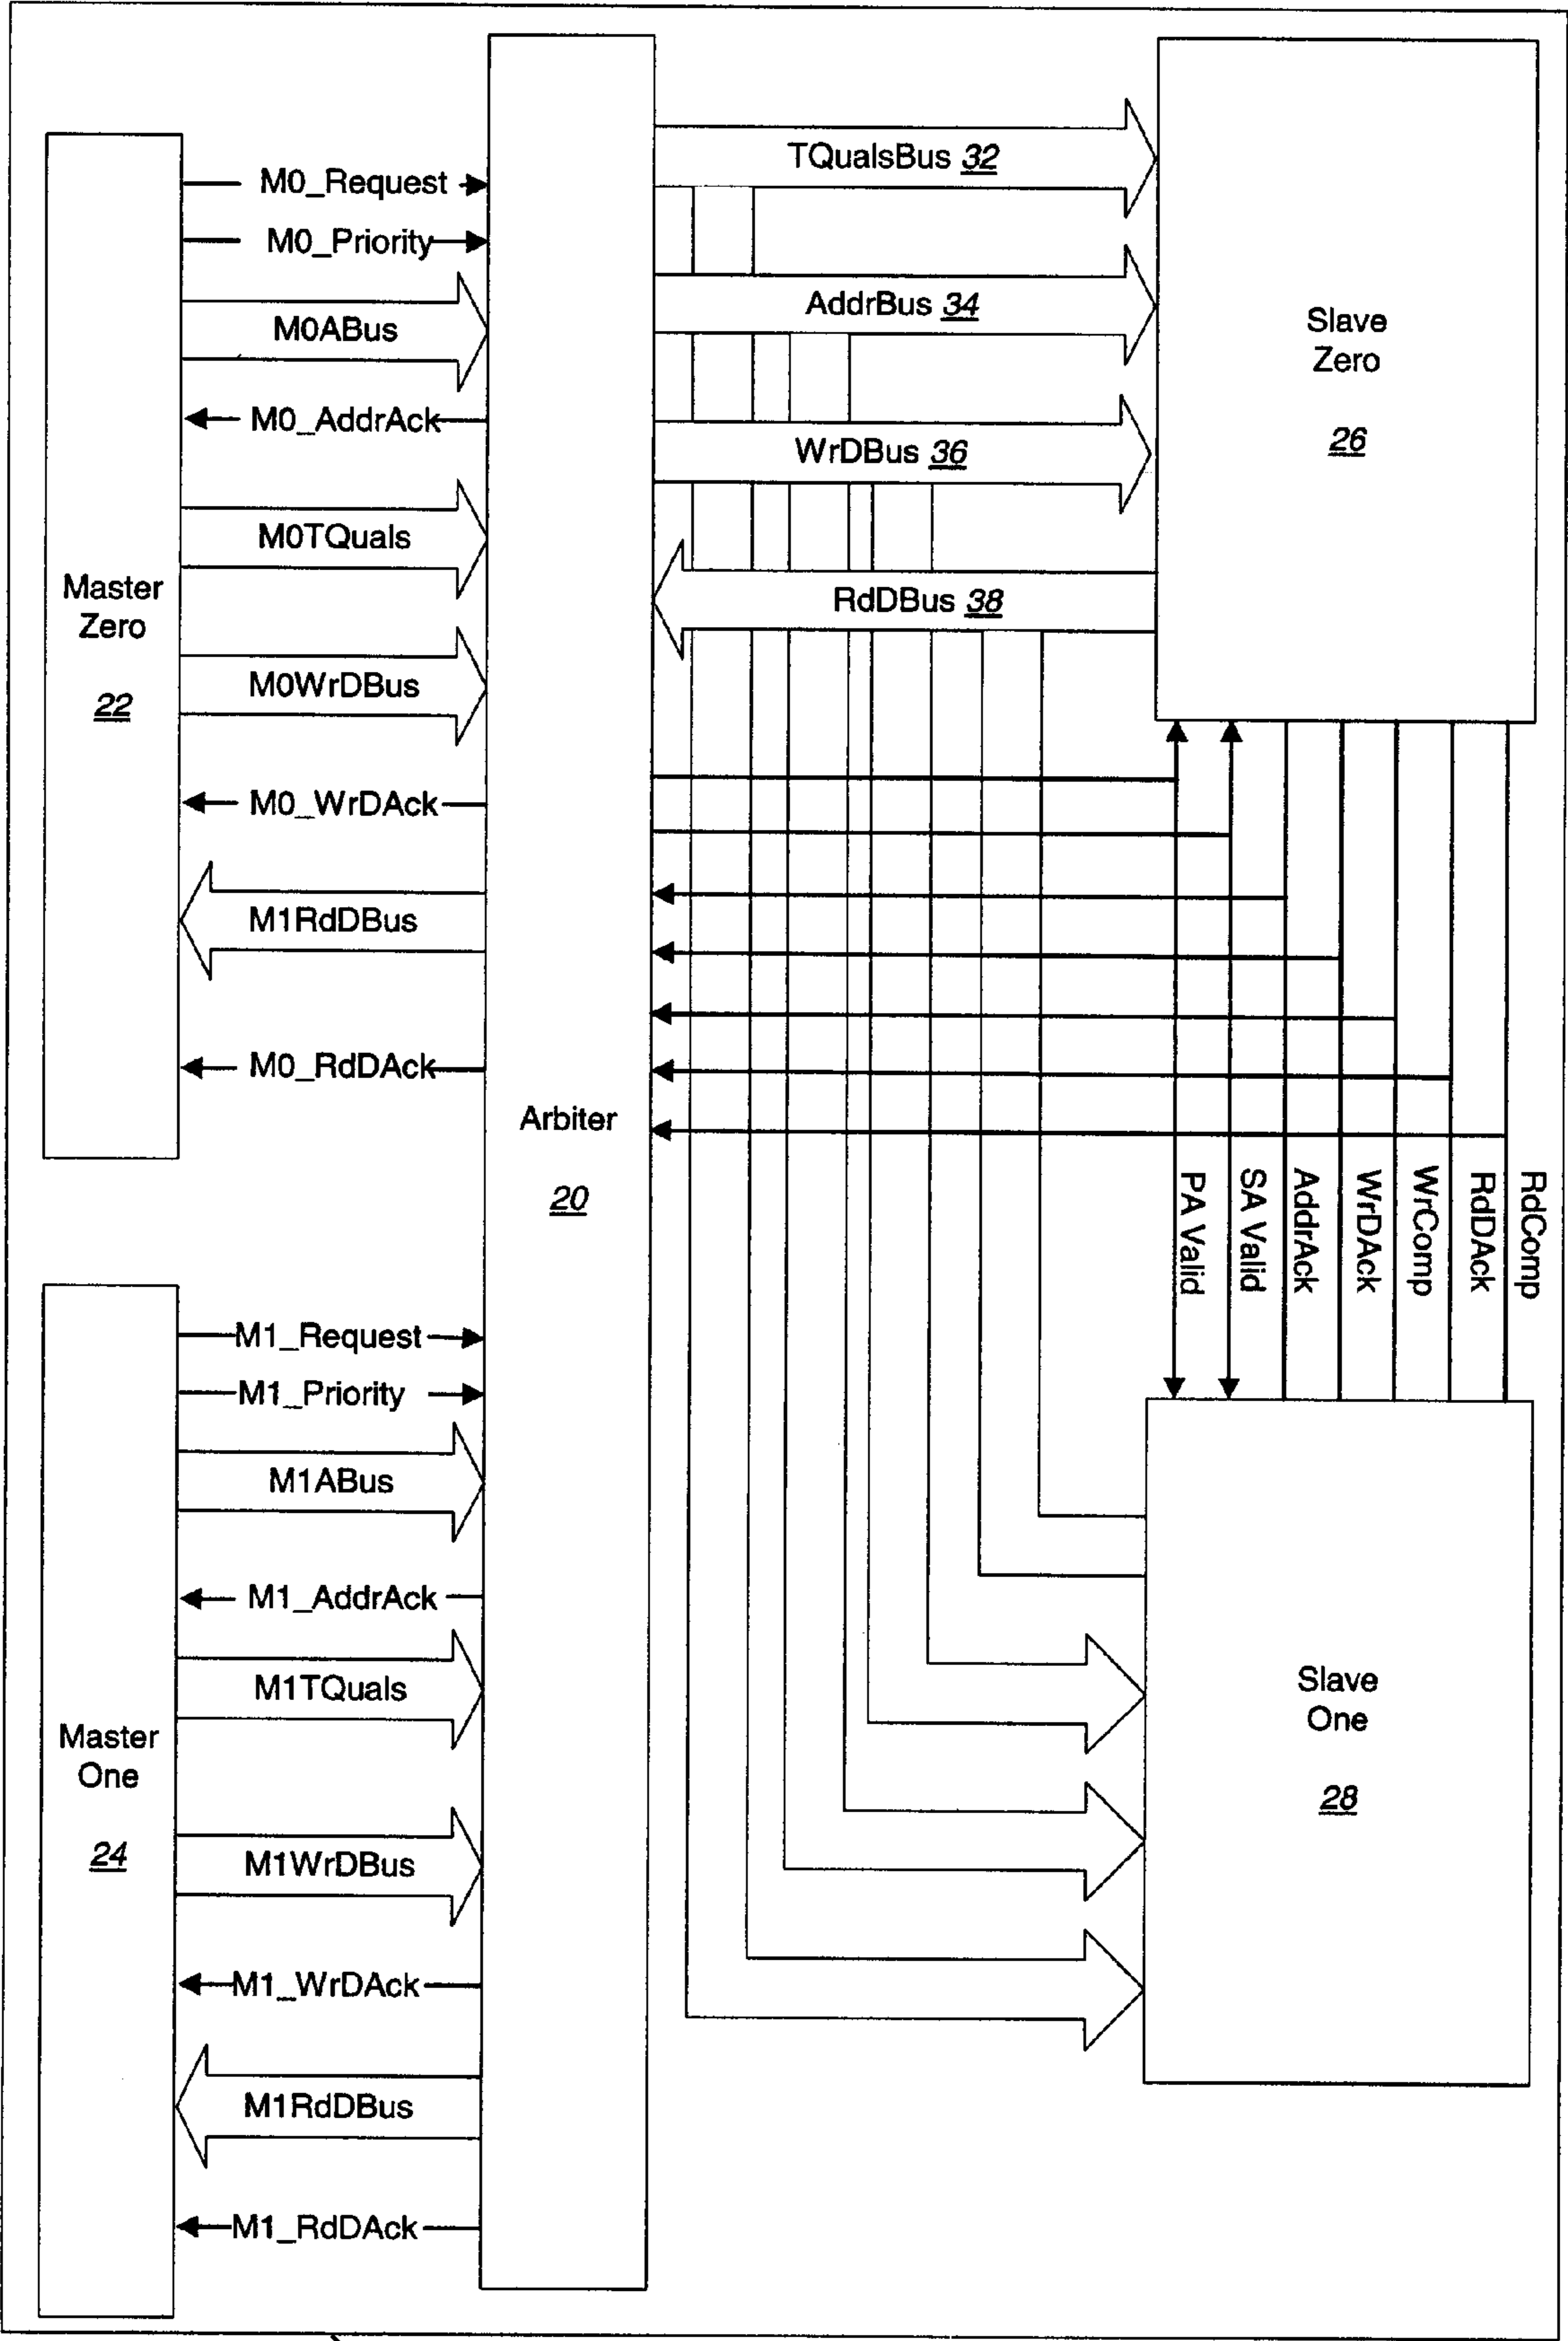 Master
Zero
22
M0_Request
M0_Priority
M0ABus
M0_AddrAck
M0TQuals
M0WrDBus
M0_WrDAck
M1RdDBus
M0_RdDAck
Master
One
24
M1_Request
M1_Priority
M1ABus
M1_AddrAck
M1TQuals
M1WrDBus
M1_WrDAck
M1RdDBus
M1_RdDAck
Arbiter
20
TQualsBus 32
AddrBus 34
WrDBus 36
RdDBus 38
Slave
Zero
26
PA Valid
SA Valid
AddrAck
WrDAck
WrComp
RdDAck
RdComp
Slave
One
28